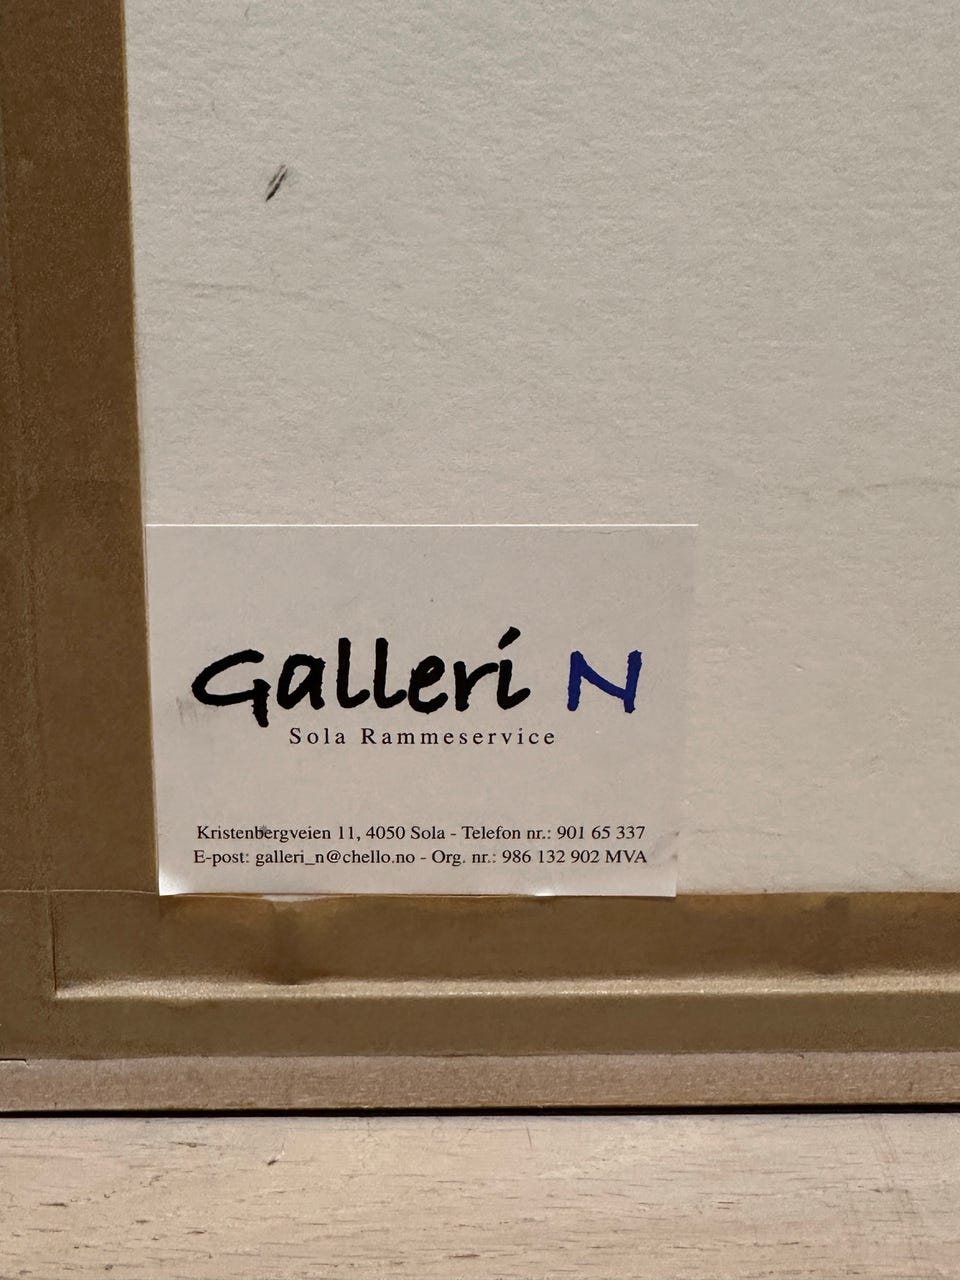 Galleri N
Sola Rammeservice
Kristenbergveien 11, 4050 Sola - Telefon nr.: 901 65 337
E-post: galleri_n@chello.no - Org. nr.: 986 132 902 MVA